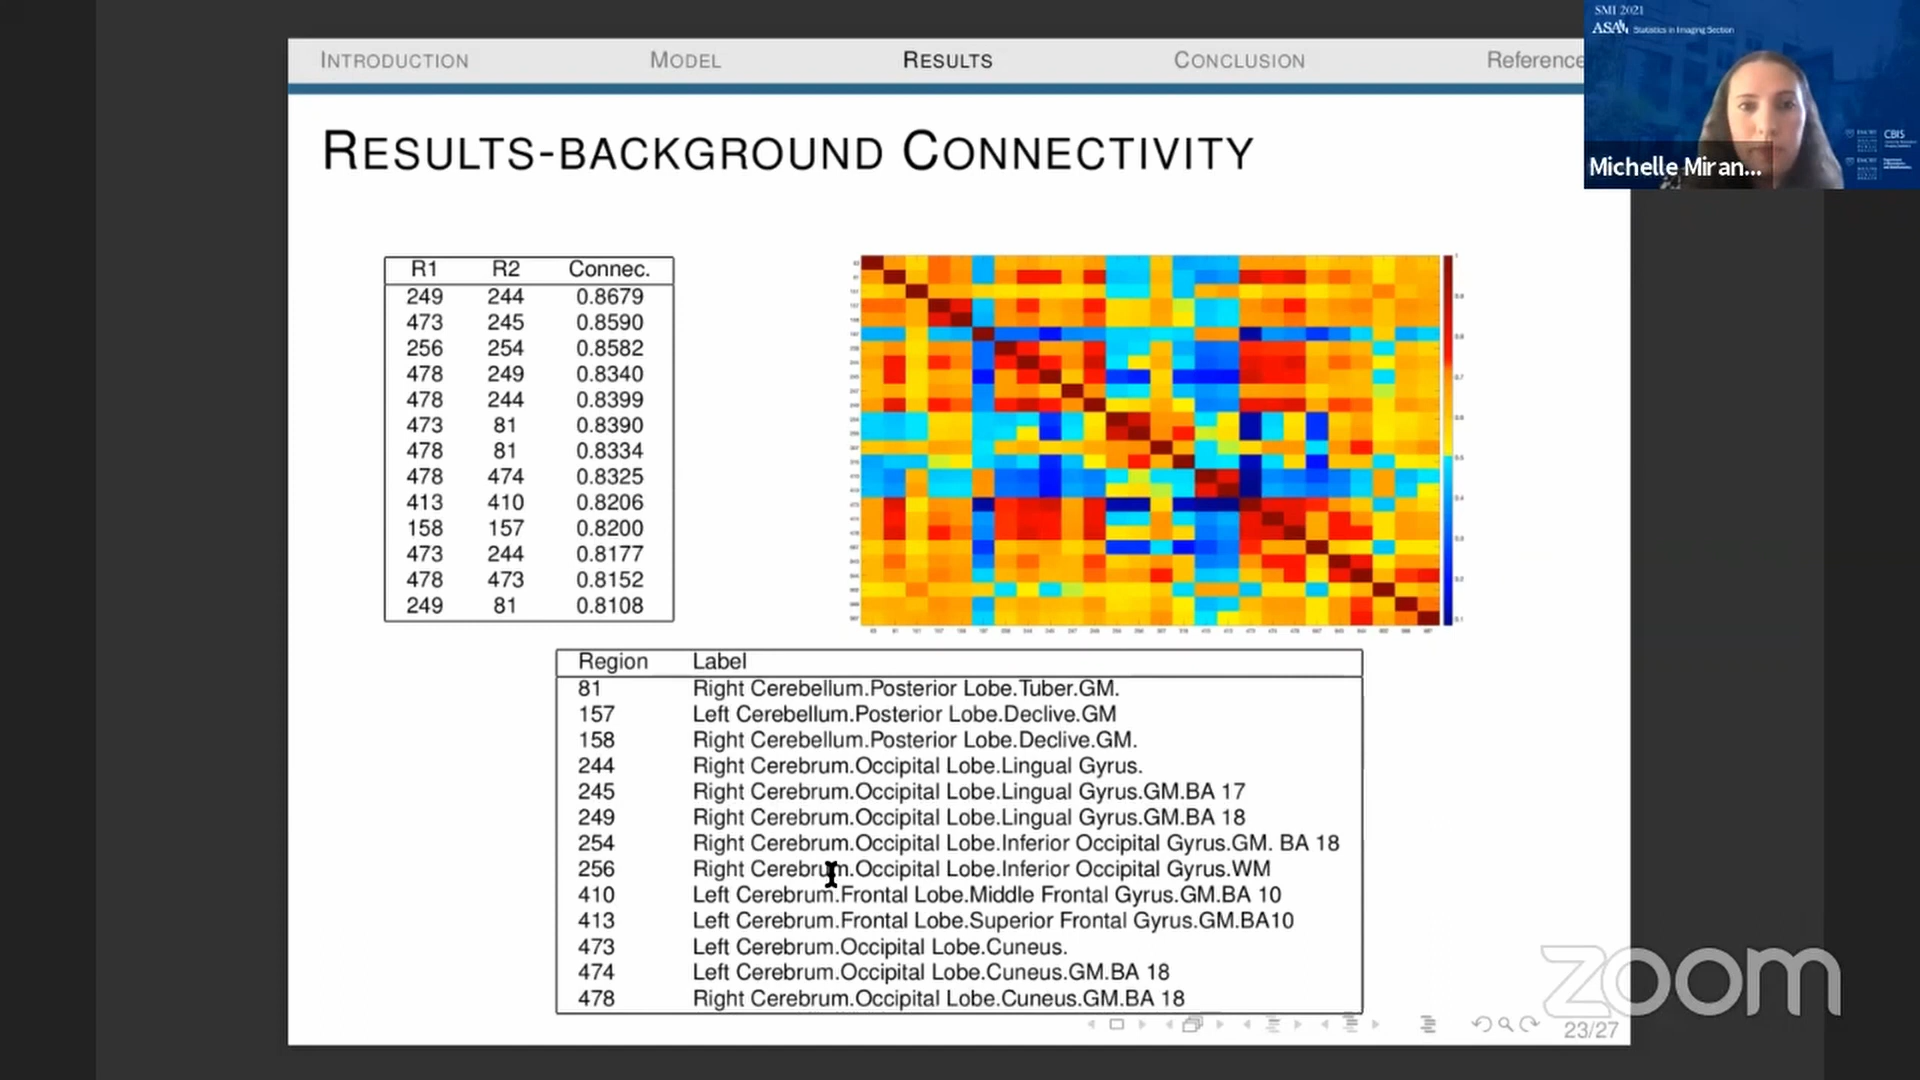 INTRODUCTION MODEL RESULTS CONCLUSION Reference
SMI 2021
ASA Statistics in Imaging Section
CBIS
Michelle Miran...
RESULTS-BACKGROUND CONNECTIVITY
R1 R2 Connec.
249 244 0.8679
473 245 0.8590
256 254 0.8582
478 249 0.8340
478 244 0.8399
473 81 0.8390
478 81 0.8334
478 474 0.8325
413 410 0.8206
158 157 0.8200
473 244 0.8177
478 473 0.8152
249 81 0.8108
Region Label
81 Right Cerebellum.Posterior Lobe.Tuber.GM.
157 Left Cerebellum.Posterior Lobe.Declive.GM
158 Right Cerebellum.Posterior Lobe.Declive.GM.
244 Right Cerebrum.Occipital Lobe.Lingual Gyrus.
245 Right Cerebrum.Occipital Lobe.Lingual Gyrus.GM.BA 17
249 Right Cerebrum.Occipital Lobe.Lingual Gyrus.GM.BA 18
254 Right Cerebrum.Occipital Lobe.Inferior Occipital Gyrus.GM. BA 18
256 Right Cerebrum.Occipital Lobe.Inferior Occipital Gyrus.WM
410 Left Cerebrum.Frontal Lobe.Middle Frontal Gyrus.GM.BA 10
413 Left Cerebrum.Frontal Lobe.Superior Frontal Gyrus.GM.BA10
473 Left Cerebrum.Occipital Lobe.Cuneus.
474 Left Cerebrum.Occipital Lobe.Cuneus.GM.BA 18
478 Right Cerebrum.Occipital Lobe.Cuneus.GM.BA 18
zoom
23/27